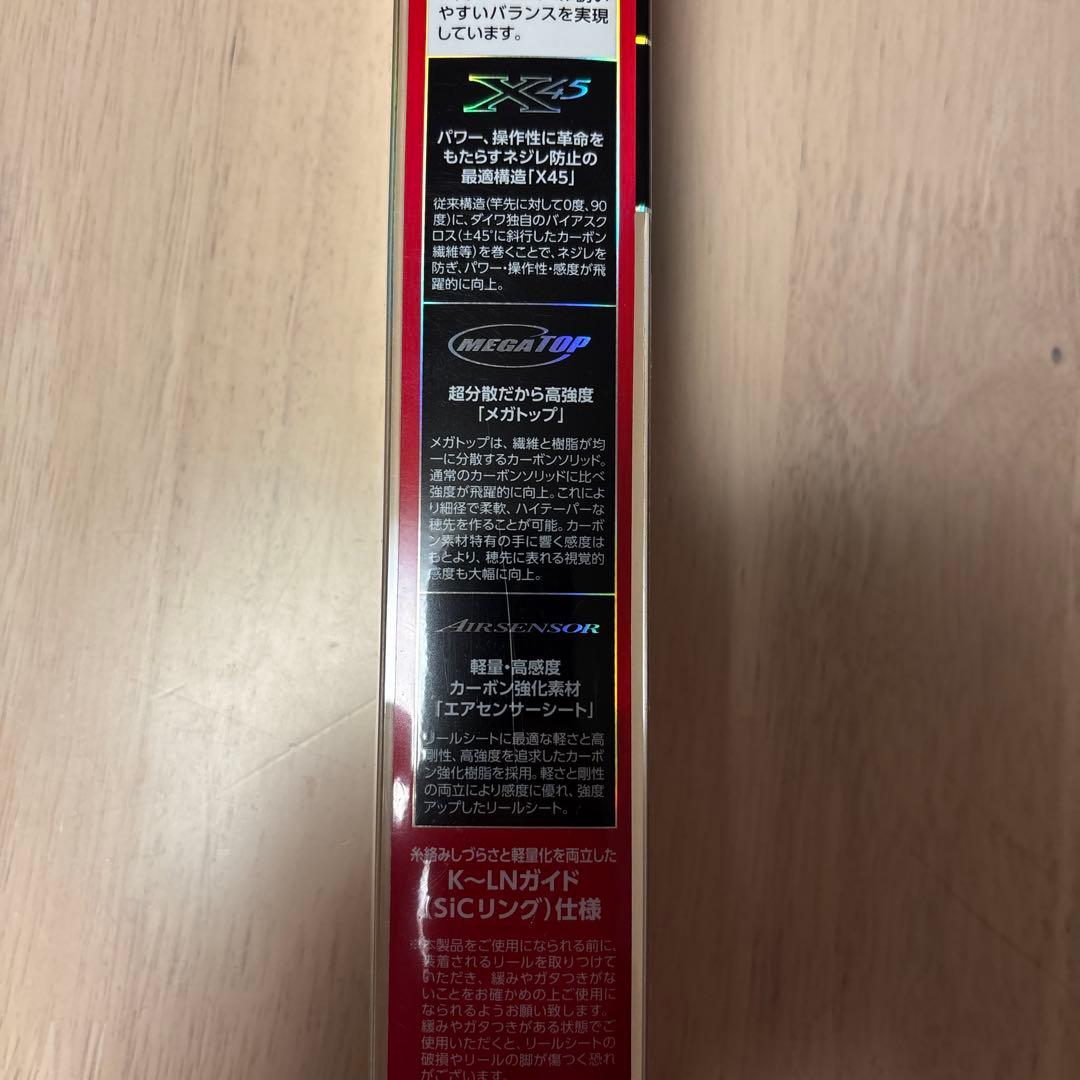 やすいバランスを実現
しています。
X45
パワー、操作性に革命を
もたらすネジレ防止の
最適構造「X45」
従来構造(竿先に対して0度、90
度)に、ダイワ独自のバイアスク
ロス(±45°に斜行したカーボン
繊維等)を巻くことで、ネジレを
防ぎ、パワー・操作性・感度が飛
躍的に向上。
MEGATOP
超分散だから高強度
「メガトップ」
メガトップは、繊維と樹脂が均
一に分散するカーボンソリッド。
通常のカーボンソリッドに比べ
強度が飛躍的に向上。これによ
り細径で柔軟、ハイテーパーな
穂先を作ることが可能。カーボ
ン素材特有の手に響く感度は
もとより、穂先に表れる視覚的
感度も大幅に向上。
AIRSENSOR
軽量・高感度
カーボン強化素材
「エアセンサーシート」
リールシートに最適な軽さと高
剛性、高強度を追求したカーボ
ン強化樹脂を採用。軽さと剛性
の両立により感度に優れ、強度
アップしたリールシート。
糸絡みしづらさと軽量化を両立した
K〜LNガイド
(SiCリング)仕様
※本製品をご使用になられる前に、
装着されるリールを取りつけて
いただき、緩みやガタつきがな
いことをお確かめの上ご使用に
なられるようお願い致します。
緩みやガタつきがある状態でご
使用いただくと、リールシートの
破損やリールの脚が傷つく恐れ
がございます。